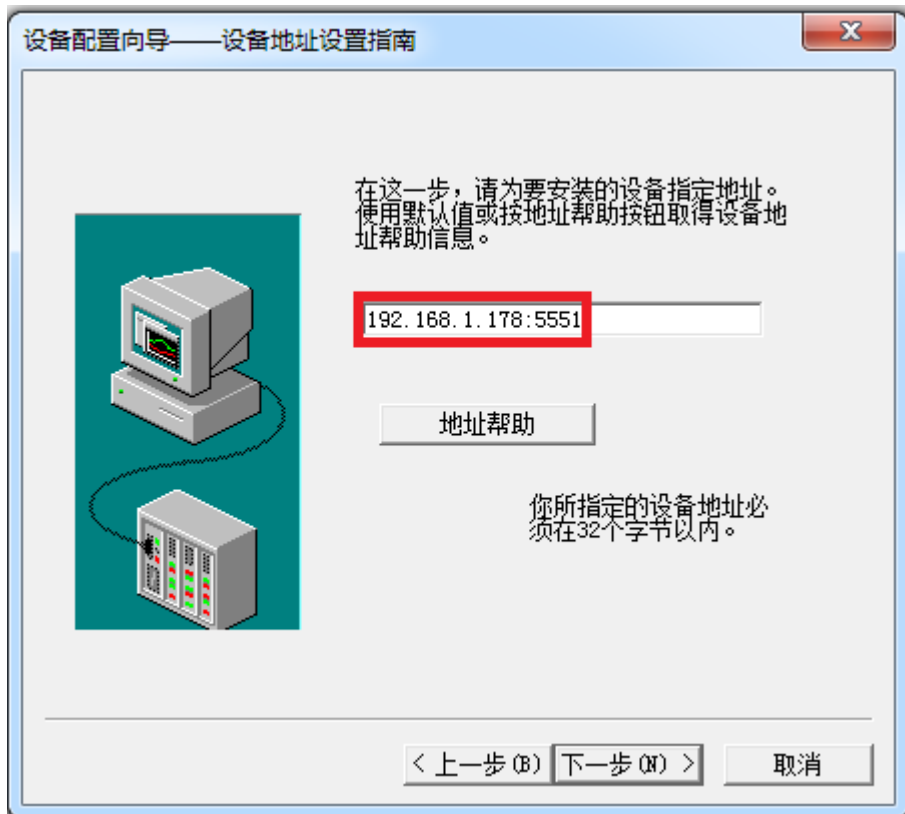 设备配置向导——设备地址设置指南
在这一步，请为要安装的设备指定地址。
使用默认值或按地址帮助按钮取得设备地
址帮助信息。
192.168.1.178:5551
地址帮助
你所指定的设备地址必
须在32个字节以内。
< 上一步(B) 下一步(N) > 取消